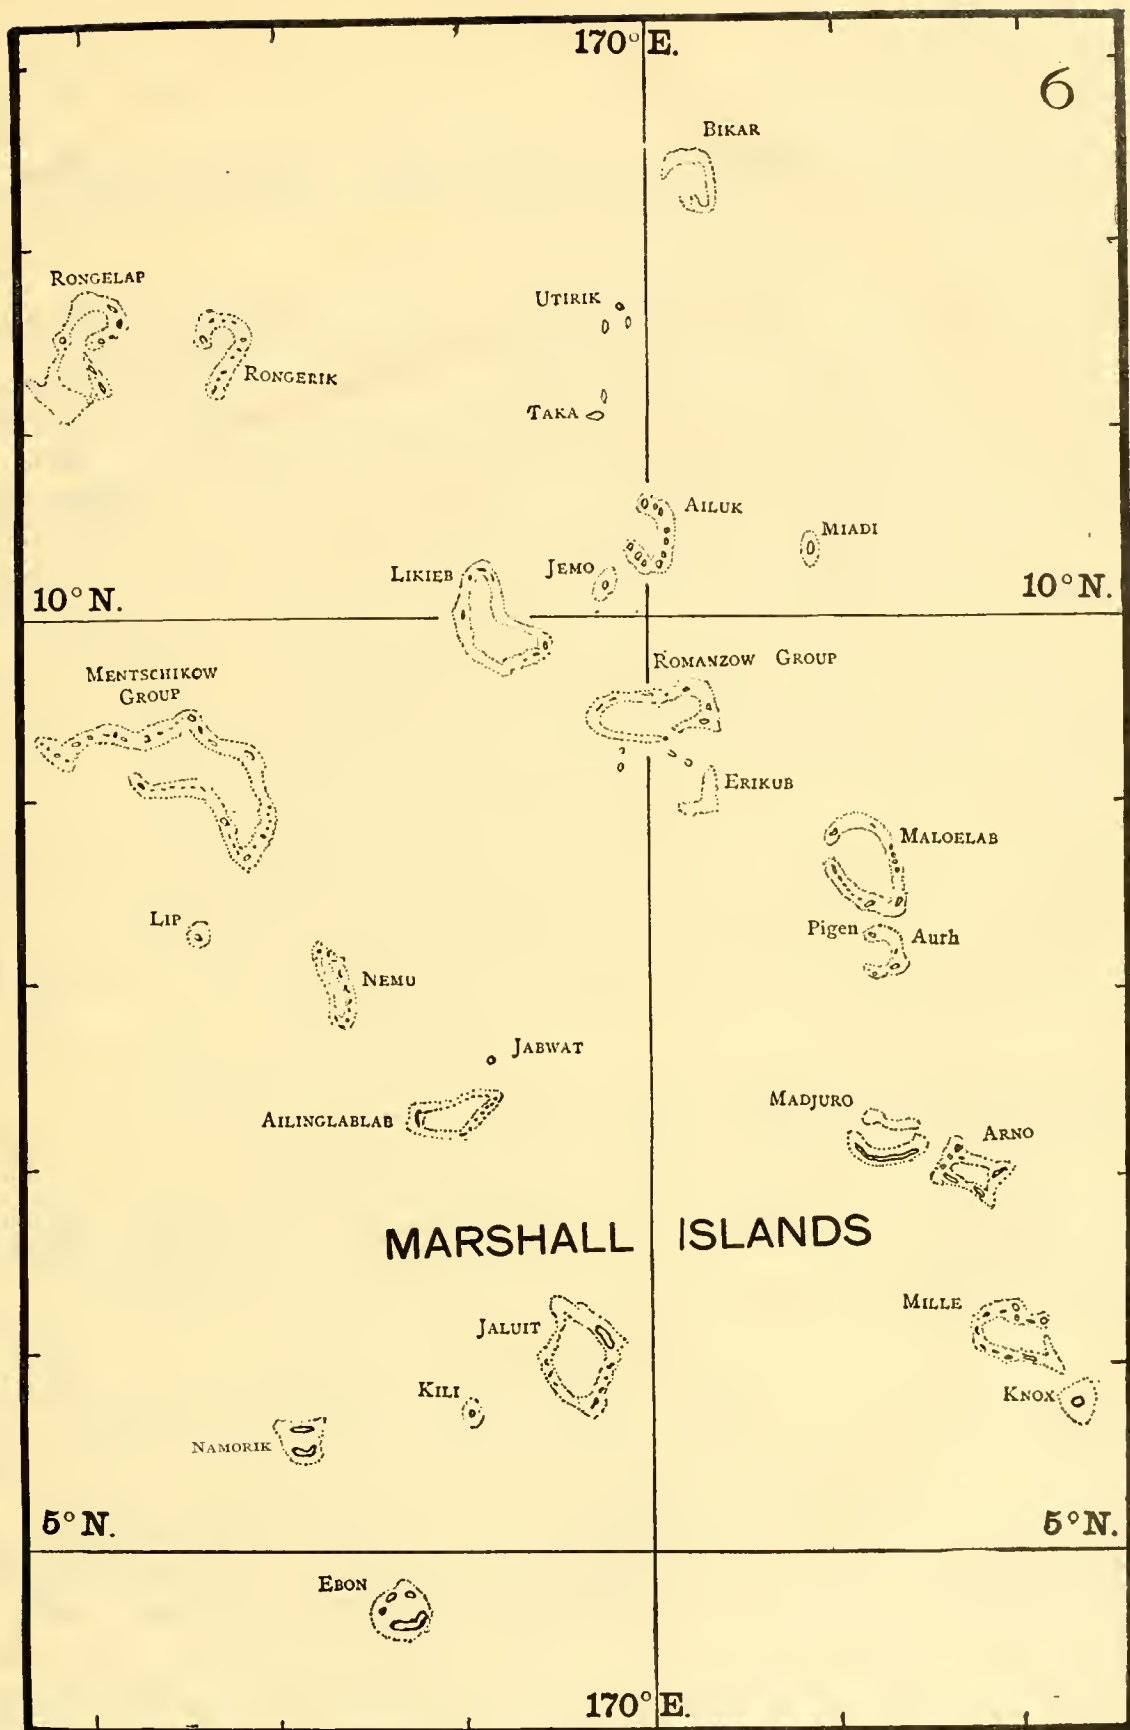 170° E.
6
BIKAR
RONGELAP
UTIRIK
RONGERIK
TAKA
AILUK
MIADI
JEMO
LIKIEB
10° N.
10° N.
ROMANZOW GROUP
MENTSCHIKOW
GROUP
ERIKUB
MALOELAB
LIP
Pigen
Aurh
NEMU
JABWAT
MADJURO
AILINGLABLAB
ARNO
MARSHALL ISLANDS
MILLE
JALUIT
KILI
KNOX
NAMORIK
5° N.
5° N.
EBON
170° E.